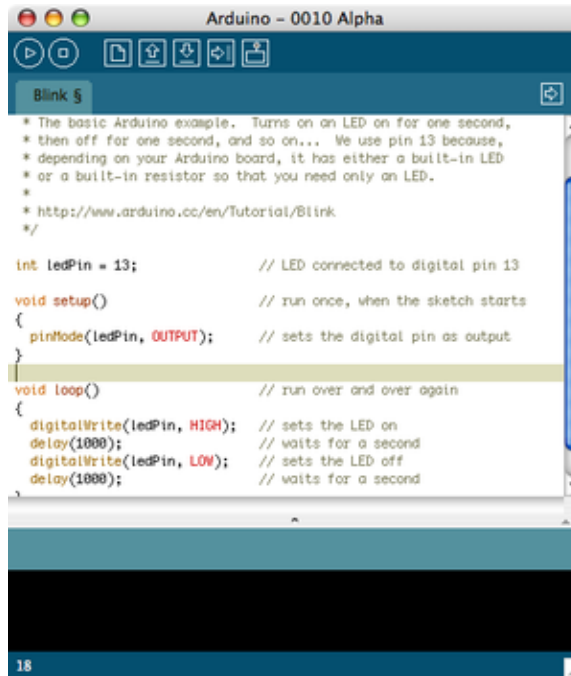 Arduino - 0010 Alpha
Blink §
* The basic Arduino example.  Turns on an LED on for one second,
* then off for one second, and so on...  We use pin 13 because,
* depending on your Arduino board, it has either a built-in LED
* or a built-in resistor so that you need only an LED.
*
* http://www.arduino.cc/en/Tutorial/Blink
*/
int ledPin = 13;                // LED connected to digital pin 13
void setup()                    // run once, when the sketch starts
{
  pinMode(ledPin, OUTPUT);      // sets the digital pin as output
}
void loop()                     // run over and over again
{
  digitalWrite(ledPin, HIGH);   // sets the LED on
  delay(1000);                  // waits for a second
  digitalWrite(ledPin, LOW);    // sets the LED off
  delay(1000);                  // waits for a second
18